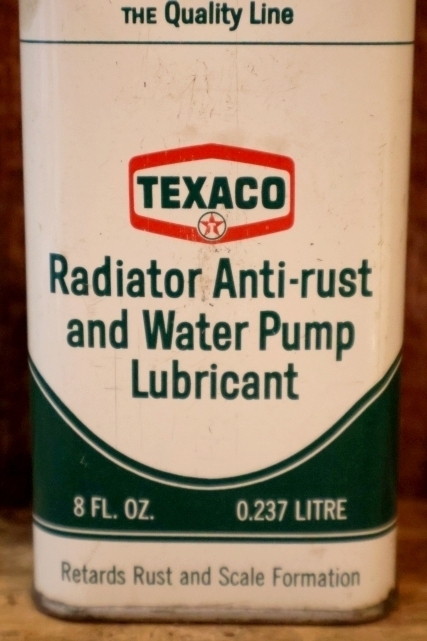 THE Quality Line
TEXACO
T
Radiator Anti-rust
and Water Pump
Lubricant
8 FL. OZ. 0.237 LITRE
Retards Rust and Scale Formation